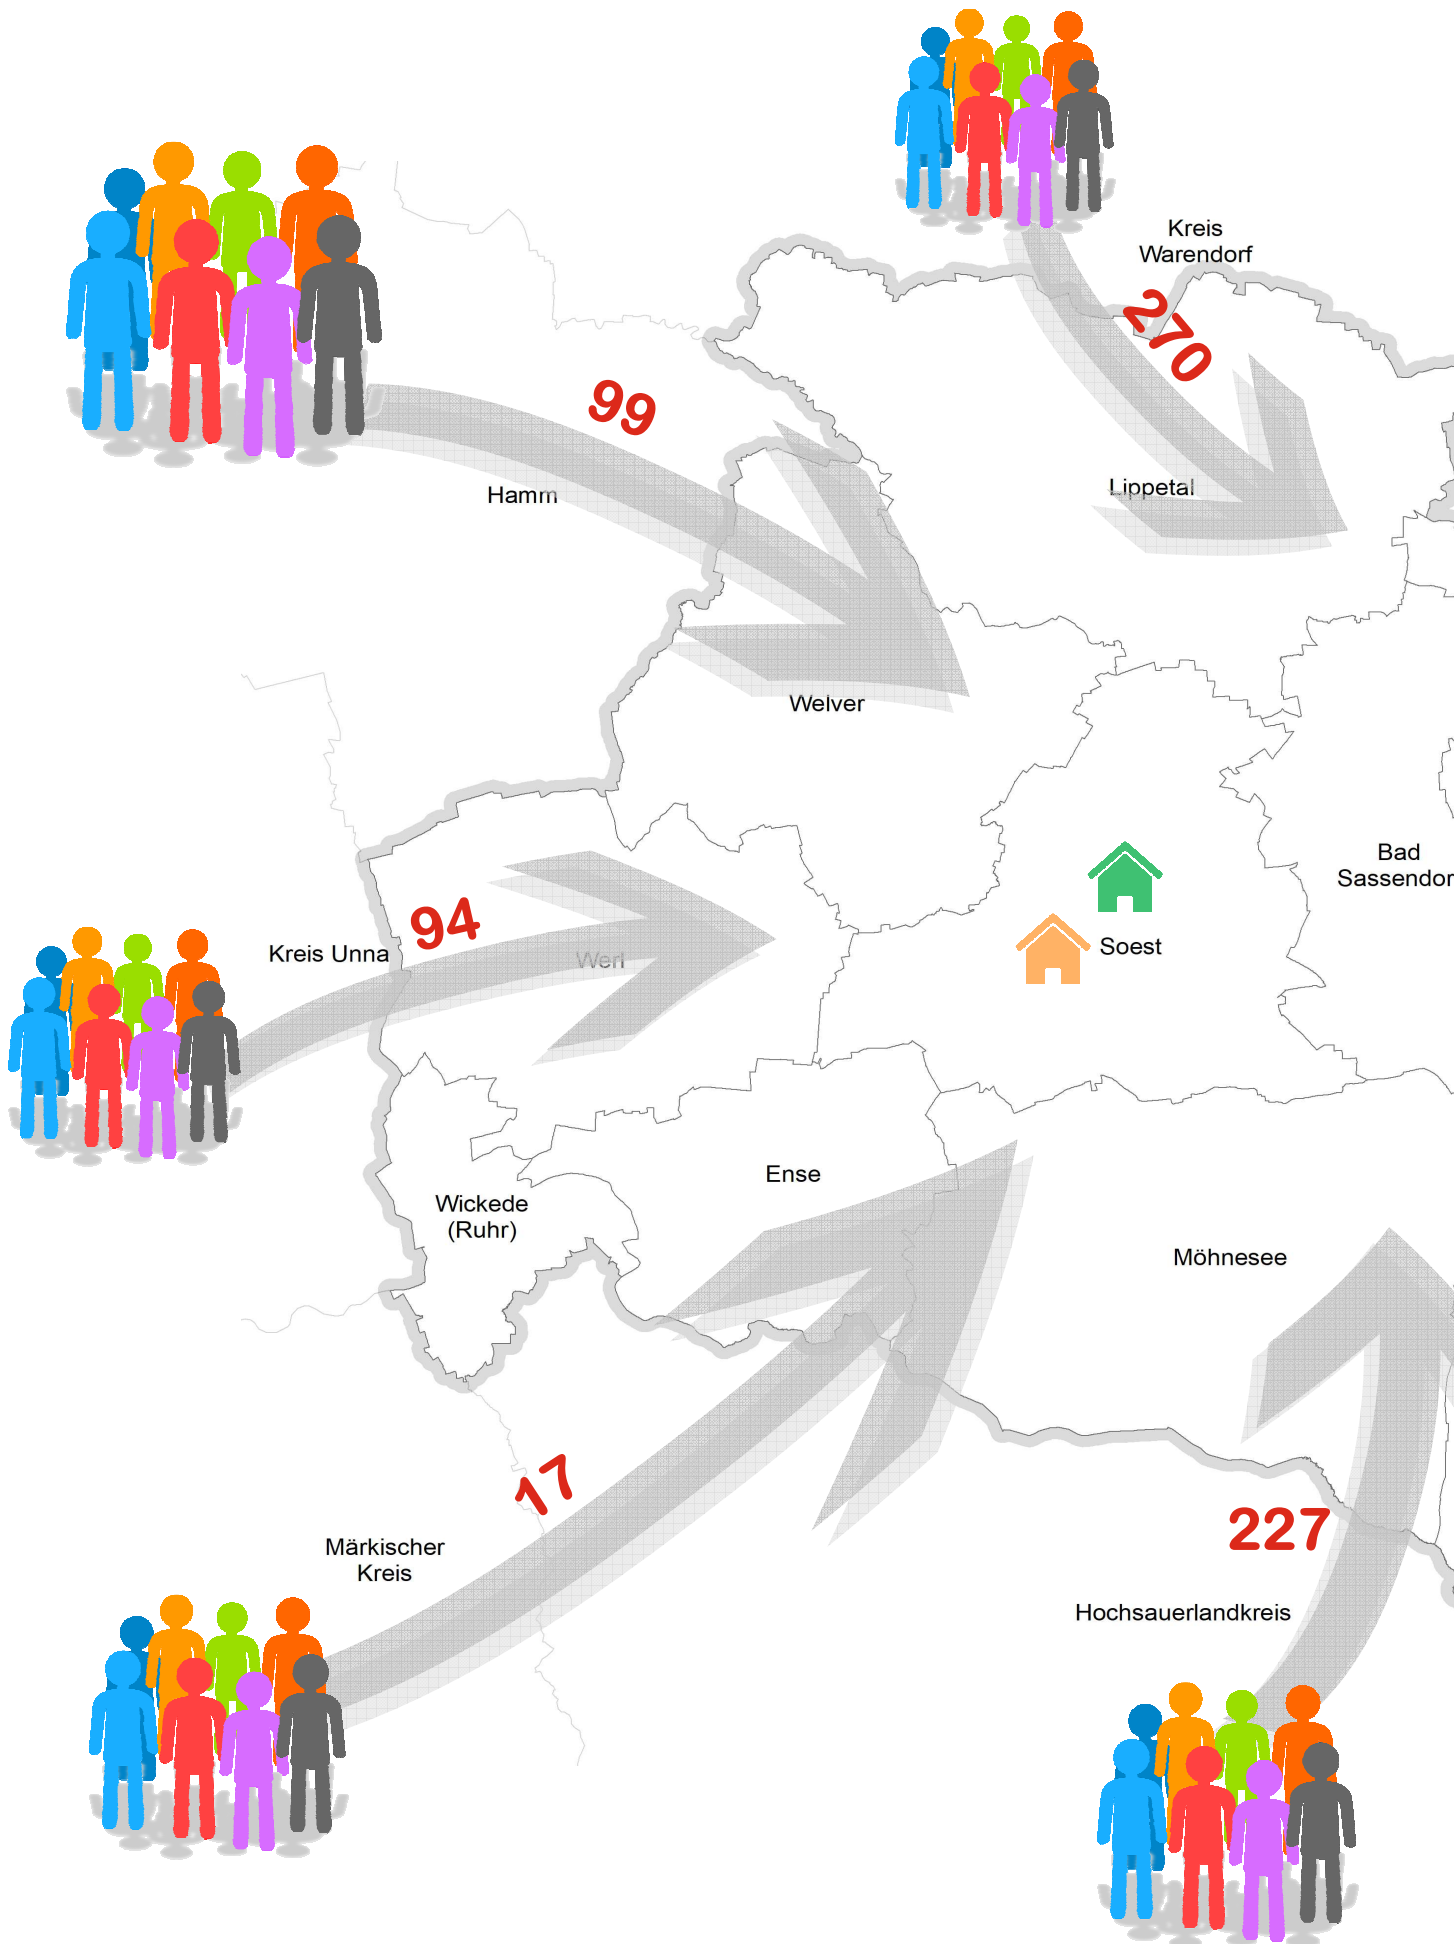 Kreis
Warendorf
270
99
Hamm
Lippetal
Welver
Bad
Sassendor
94
Kreis Unna
Werl
Soest
Ense
Wickede
(Ruhr)
Möhnesee
17
227
Märkischer
Kreis
Hochsauerlandkreis